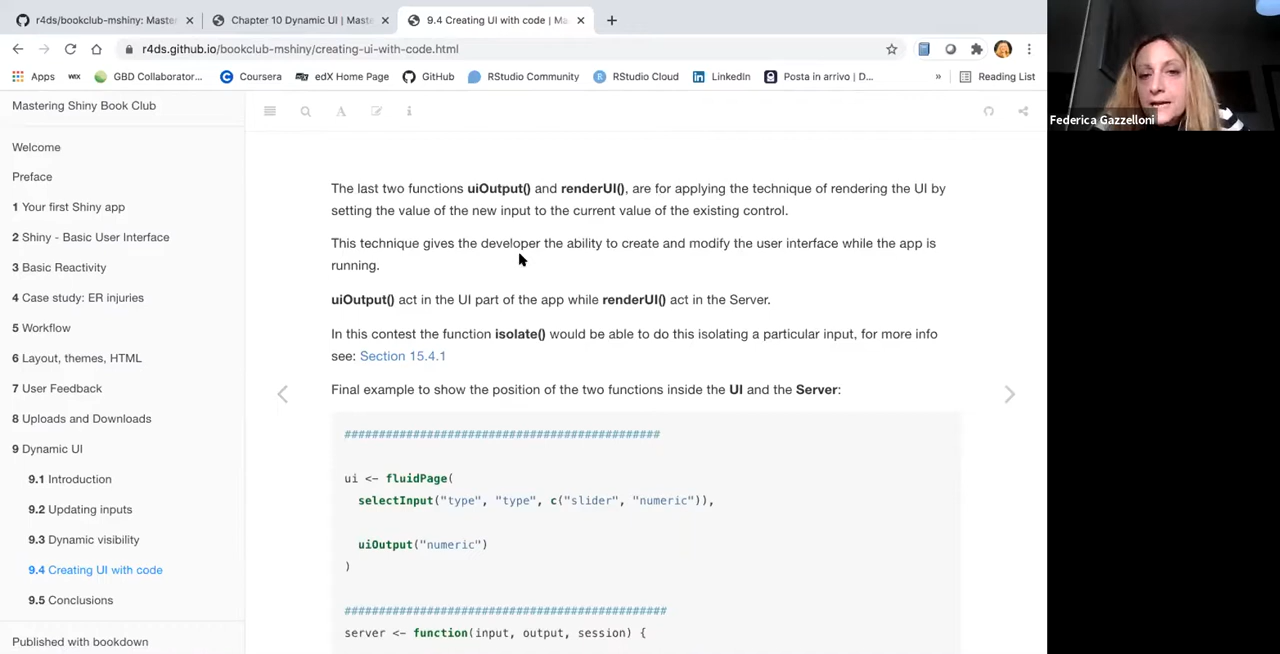 r4ds/bookclub-mshiny: Master
Chapter 10 Dynamic UI | Maste
9.4 Creating UI with code | Ma
r4ds.github.io/bookclub-mshiny/creating-ui-with-code.html
Apps
WIX
GBD Collaborator...
Coursera
edX Home Page
GitHub
RStudio Community
RStudio Cloud
LinkedIn
Posta in arrivo | D...
»
Reading List
Federica Gazzelloni
Mastering Shiny Book Club
Welcome
Preface
1 Your first Shiny app
2 Shiny - Basic User Interface
3 Basic Reactivity
4 Case study: ER injuries
5 Workflow
6 Layout, themes, HTML
7 User Feedback
8 Uploads and Downloads
9 Dynamic UI
9.1 Introduction
9.2 Updating inputs
9.3 Dynamic visibility
9.4 Creating UI with code
9.5 Conclusions
Published with bookdown
The last two functions uiOutput() and renderUI(), are for applying the technique of rendering the UI by
setting the value of the new input to the current value of the existing control.
This technique gives the developer the ability to create and modify the user interface while the app is
running.
uiOutput() act in the UI part of the app while renderUI() act in the Server.
In this contest the function isolate() would be able to do this isolating a particular input, for more info
see: Section 15.4.1
Final example to show the position of the two functions inside the UI and the Server:
##############################################
ui <- fluidPage(
selectInput("type", "type", c("slider", "numeric")),
uiOutput("numeric")
)
###############################################
server <- function(input, output, session) {